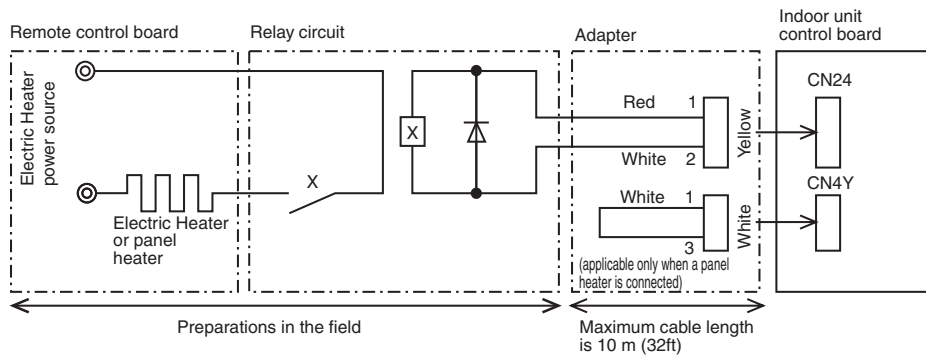 Remote control board
Relay circuit
Adapter
Indoor unit
control board
Electric Heater
power source
Electric Heater
or panel
heater
X
X
Red 1
White 2
Yellow
White 1
3
White
(applicable only when a panel
heater is connected)
CN24
CN4Y
Preparations in the field
Maximum cable length
is 10 m (32ft)